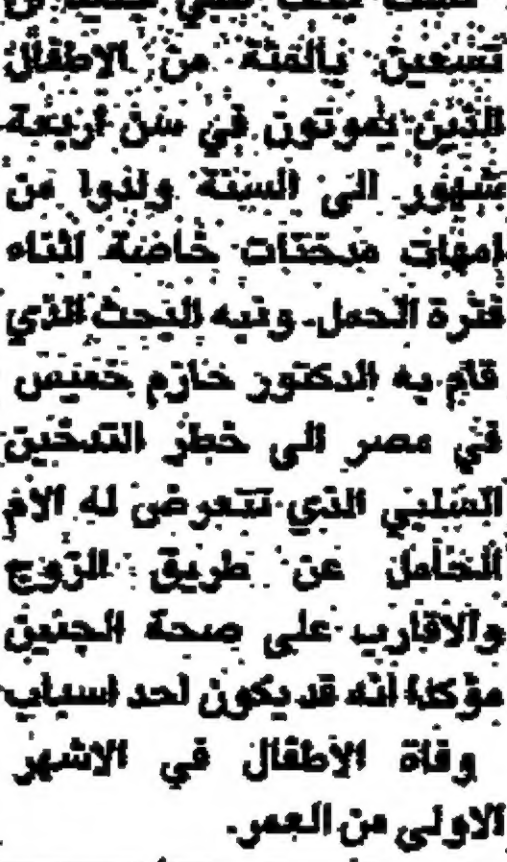 تسعين بالمئة من الاطفال
الذين يموتون في سن اربعة
شهور الى السنة ولدوا من
امهات مدخنات خاصة اثناء
فترة الحمل. ونبه البحث الذي
قام به الدكتور حازم خميس
في مصر الى خطر التدخين
السلبي الذي تتعرض له الام
الحامل عن طريق الزوج
والاقارب على صحة الجنين
مؤكدا انه قد يكون احد اسباب
وفاة الاطفال في الاشهر
الاولى من العمر.